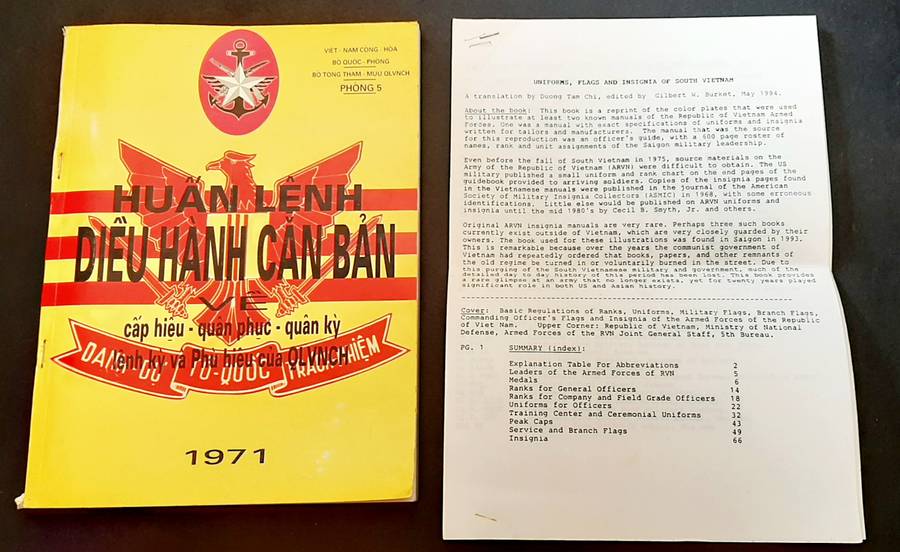 VIỆT - NAM CỘNG - HÒA
BỘ QUỐC - PHÒNG
BỘ TỔNG THAM - MƯU QLVNCH
PHÒNG 5
HUẤN LỆNH
DIỀU HÀNH CĂN BẢN
VỀ
cấp hiệu - quân phục - quân kỳ
lệnh kỳ và Phù hiệu của QLVNCH
DANH-DỰ TỔ-QUỐC TRÁCH-NHIỆM
1971
UNIFORMS, FLAGS AND INSIGNIA OF SOUTH VIETNAM
A translation by Duong Tam Chi, edited by Gilbert W. Burket, May 1994.
About the book: This book is a reprint of the color plates that were used
to illustrate at least two known manuals of the Republic of Vietnam Armed
Forces. One was a manual with exact specifications of uniforms and insignia
written for tailors and manufacturers. The manual that was the source
for this reproduction was an officer's guide, with a 600 page roster of
names, rank and unit assignments of the Saigon military leadership.
Even before the fall of South Vietnam in 1975, source materials on the
Army of the Republic of Vietnam (ARVN) were difficult to obtain. The US
military published a small uniform and rank chart on the end pages of the
guidebook provided to arriving soldiers. Copies of the insignia pages found
in the Vietnamese manuals were published in the journal of the American
Society of Military Insignia Collectors (ASMIC) in 1968, with some erroneous
identifications. Little else would be published on ARVN uniforms and
insignia until the mid 1980's by Cecil B. Smyth, Jr. and others.
Original ARVN insignia manuals are very rare. Perhaps three such books
currently exist outside of Vietnam, which are very closely guarded by their
owners. The book used for these illustrations was found in Saigon in 1993.
This is remarkable because over the years the communist government of
Vietnam had repeatedly ordered that books, papers, and other remnants of
the old regime be turned in or voluntarily burned in the street. Due to
this purging of the South Vietnamese military and government, much of the
detailed day to day history of this period has been lost. This book provides
a rare glimpse at an army that no longer exists, yet for twenty years played
significant role in both US and Asian history.
Cover: Basic Regulations of Ranks, Uniforms, Military Flags, Branch Flags,
Commanding Officer's Flags and Insignia of the Armed Forces of the Republic
of Viet Nam. Upper Corner: Republic of Vietnam, Ministry of National
Defense, Armed Forces of the RVN Joint General Staff, 5th Bureau.
PG. 1 SUMMARY (index):
Explanation Table For Abbreviations 2
Leaders of the Armed Forces of RVN 5
Medals 6
Ranks for General Officers 14
Ranks for Company and Field Grade Officers 18
Uniforms for Officers 22
Training Center and Ceremonial Uniforms 32
Peak Caps 43
Service and Branch Flags 49
Insignia 66